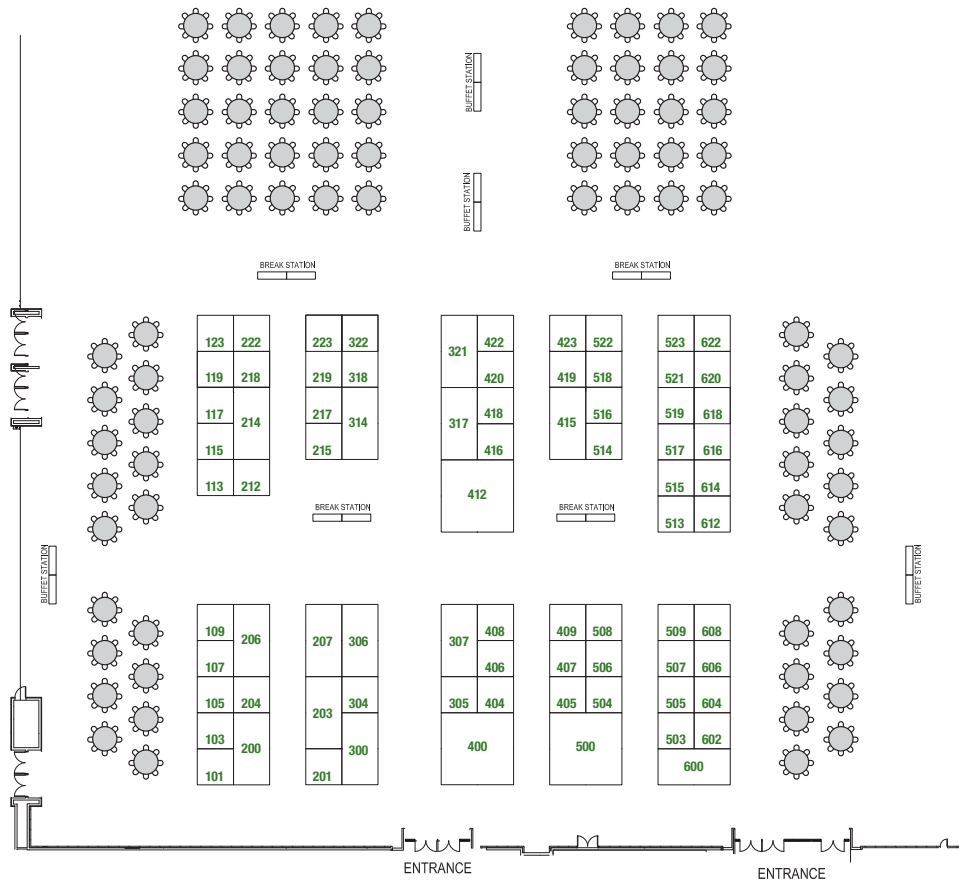 BUFFET STATION
BUFFET STATION
BREAK STATION
BREAK STATION
123 222 223 322 321 422 423 522 523 622
119 218 219 318 420 419 518 521 620
117 214 217 314 317 418 415 516 519 618
115 215 416 514 517 616
113 212 412 515 614
BREAK STATION BREAK STATION
513 612
BUFFET STATION
BUFFET STATION
109 206 207 306 307 408 409 508 509 608
107 406 407 506 507 606
105 204 203 304 305 404 405 504 505 604
103 200 300 400 500 503 602
101 201 600
ENTRANCE
ENTRANCE